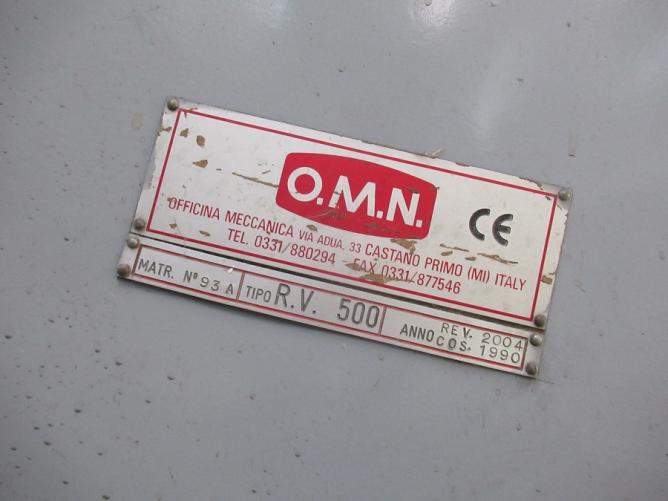 O.M.N.
CE
OFFICINA MECCANICA VIA ADUA, 33 CASTANO PRIMO (MI) ITALY
TEL. 0331/880294 - FAX 0331/877546
MATR. N° 93 A TIPO R.V. 500 ANNO REV. 2004
COS. 1990